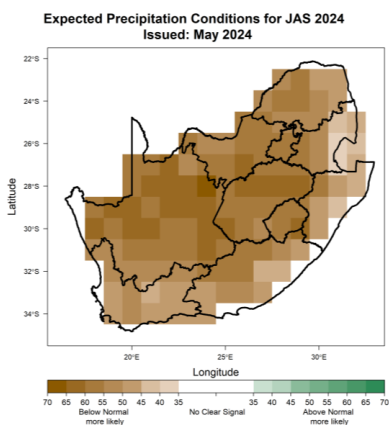 Expected Precipitation Conditions for JAS 2024
Issued: May 2024
22°S
24°S
26°S
28°S
30°S
32°S
34°S
Latitude
20°E 25°E 30°E
Longitude
70 65 60 55 50 45 40 35 35 40 45 50 55 60 65 70
Below Normal No Clear Signal Above Normal
more likely more likely